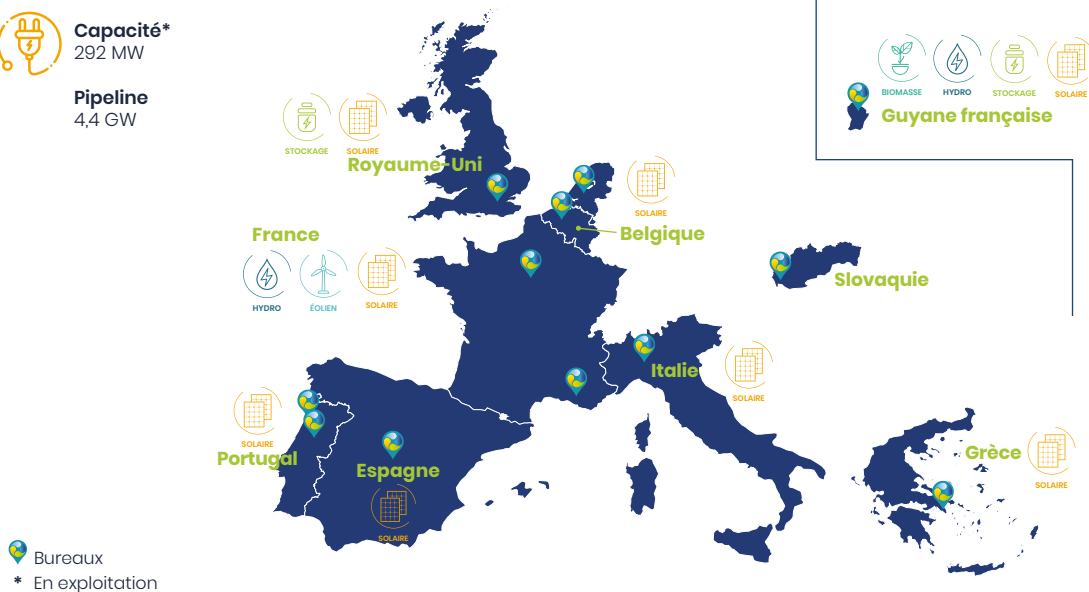 Capacité*
292 MW
Pipeline
4,4 GW
BIOMASSE
HYDRO
STOCKAGE
SOLAIRE
Guyane française
STOCKAGE
SOLAIRE
Royaume-Uni
SOLAIRE
Belgique
France
HYDRO
ÉOLIEN
SOLAIRE
Slovaquie
Italie
SOLAIRE
SOLAIRE
Portugal
Espagne
SOLAIRE
Grèce
SOLAIRE
Bureaux
* En exploitation